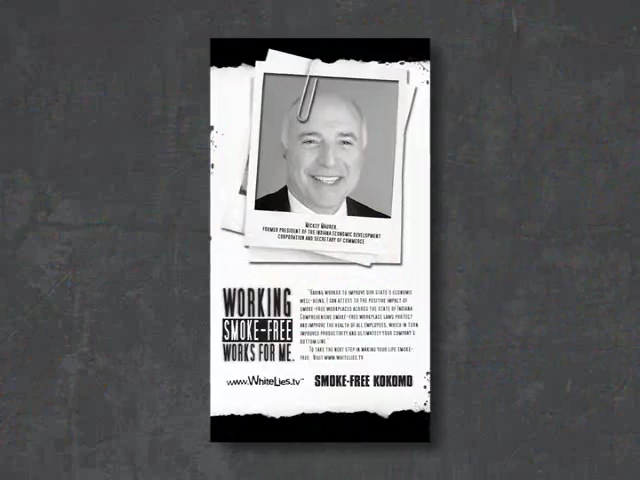 Mickey Maurer,
former president of the Indiana Economic Development
Corporation and Secretary of Commerce
WORKING
SMOKE-FREE
WORKS FOR ME.
"Having worked to improve our state's economic
well-being, I can attest to the positive impact of
smoke-free workplaces across the state of Indiana.
Comprehensive smoke-free workplace laws protect
and improve the health of all employees, which in turn
improves productivity and ultimately your company's
bottom line."
To take the next step in making your life smoke-
free, visit www.whitelies.tv
www.WhiteLies.tv™
SMOKE-FREE KOKOMO